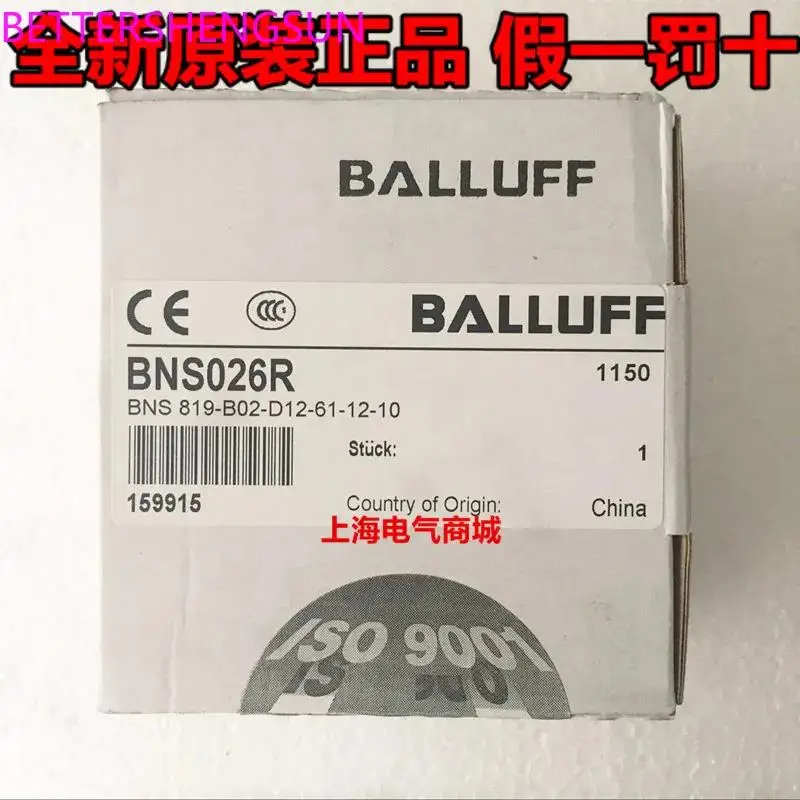 BETTERSHENGSUN
全新原装正品 假一罚十
BALLUFF
CE CCC BALLUFF
BNS026R 1150
BNS 819-B02-D12-61-12-10
Stück: 1
159915 Country of Origin: China
上海电气商城
ISO 9001